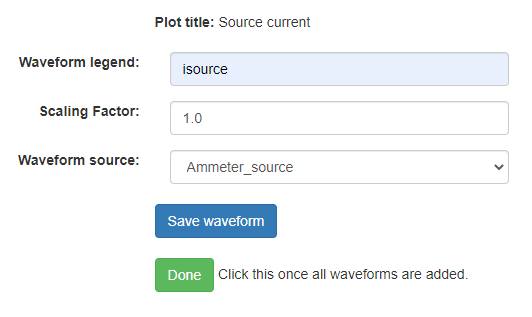 Plot title: Source current
Waveform legend: isource
Scaling Factor: 1.0
Waveform source: Ammeter_source
Save waveform
Done Click this once all waveforms are added.